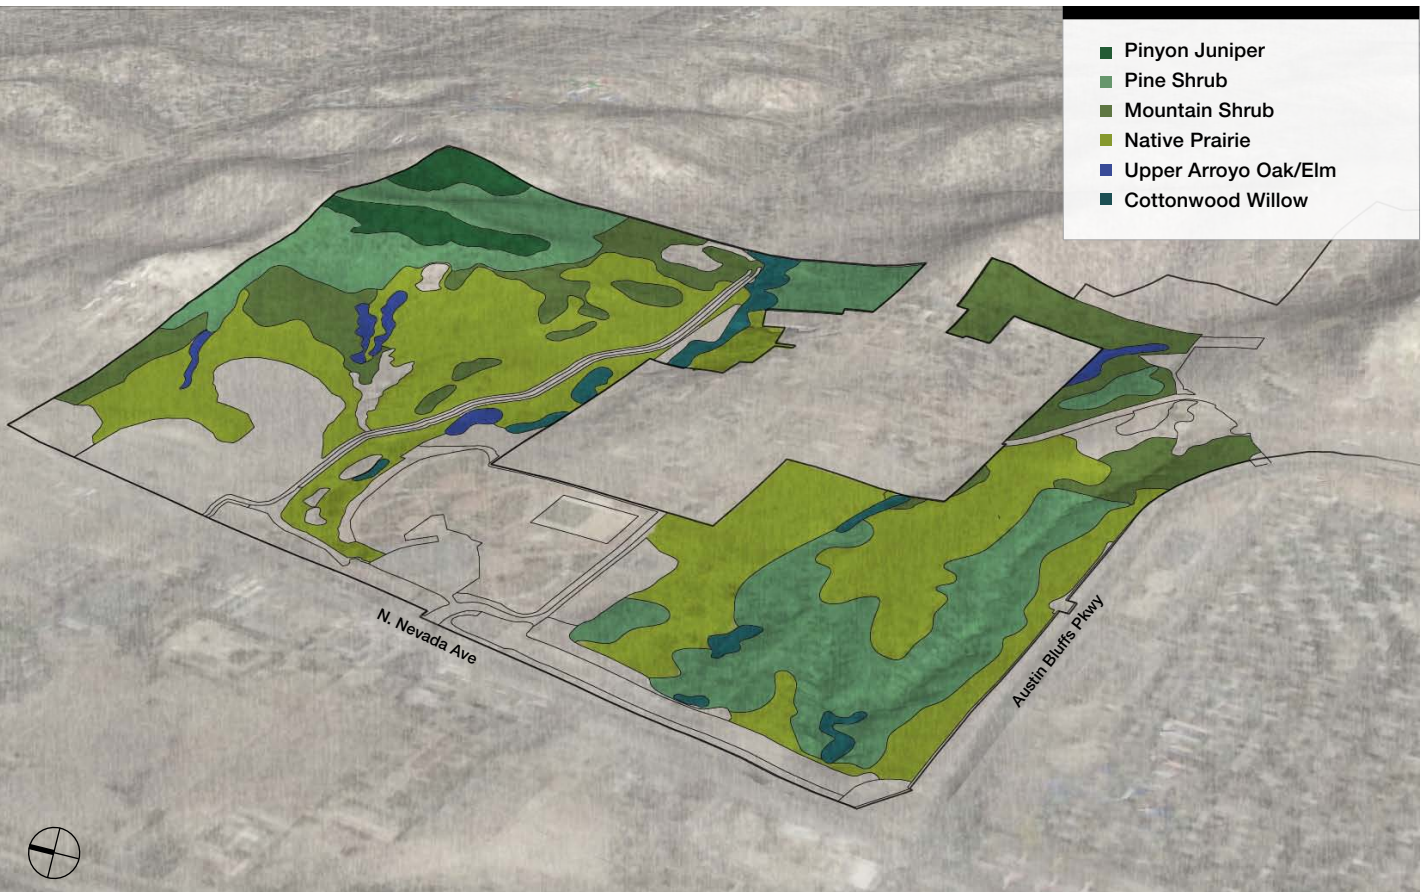 Pinyon Juniper
Pine Shrub
Mountain Shrub
Native Prairie
Upper Arroyo Oak/Elm
Cottonwood Willow
N. Nevada Ave
Austin Bluffs Pkwy